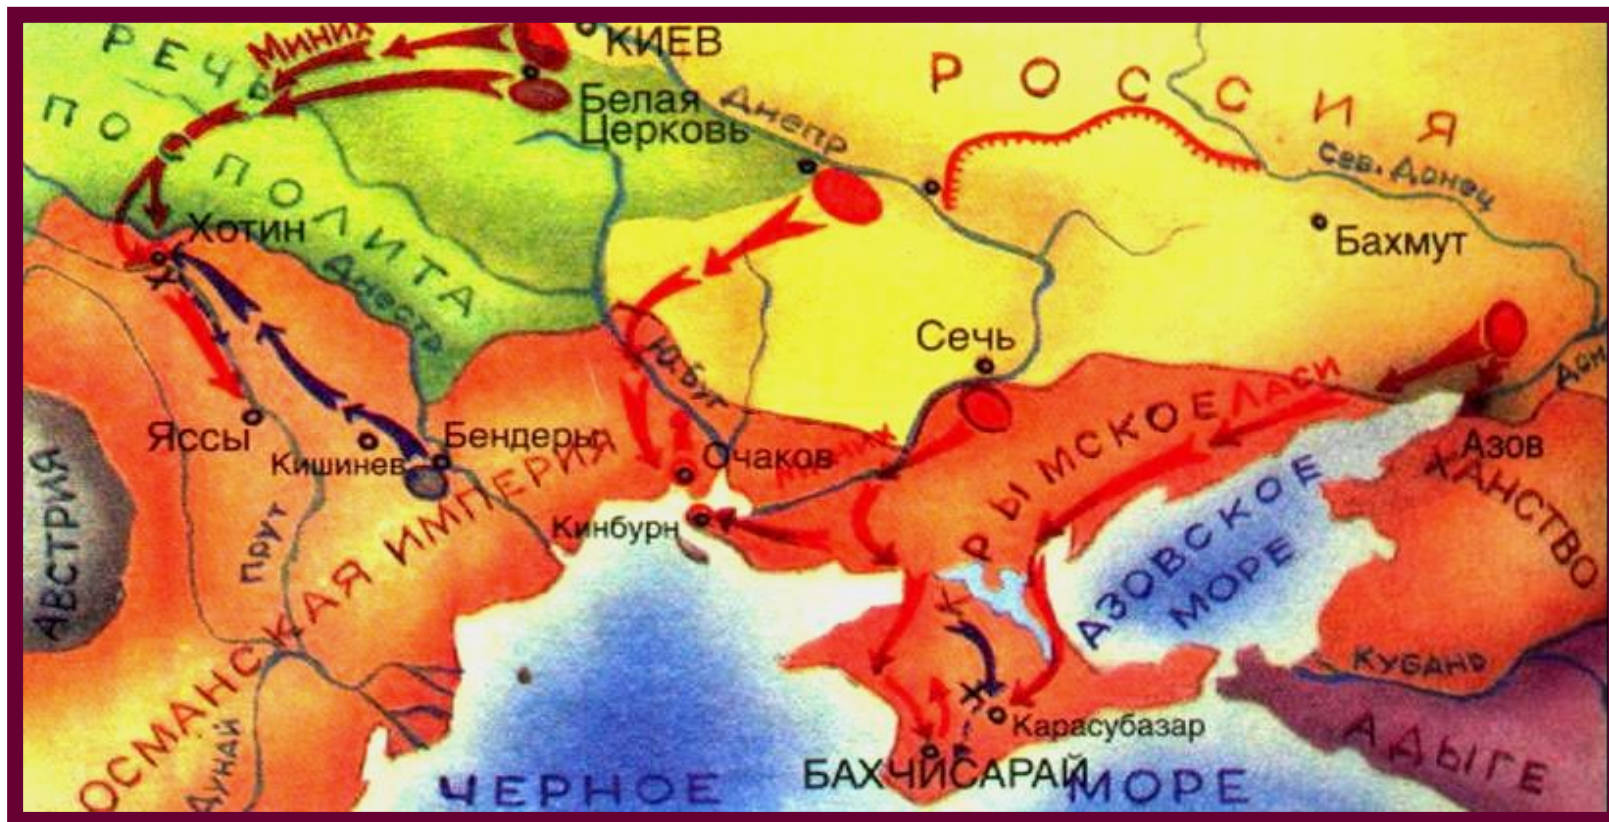 РЕЧЬ
Миних
КИЕВ
Белая
Церковь
Днепр
РОССИЯ
ПОСПОЛИТА
Сев. Донец
Хотин
Днестр
Бахмут
Сечь
Ю.Буг
Дон
ЛАСИ
Яссы
Кишинев
Бендеры
Очаков
Миних
Азов
КРЫМСКОЕ
ХАНСТВО
Кинбурн
АВСТРИЯ
Прут
ОСМАНСКАЯ ИМПЕРИЯ
АЗОВСКОЕ
МОРЕ
Кубань
Карасубазар
АДЫГЕ
Дунай
БАХЧИСАРАЙ
ЧЕРНОЕ МОРЕ